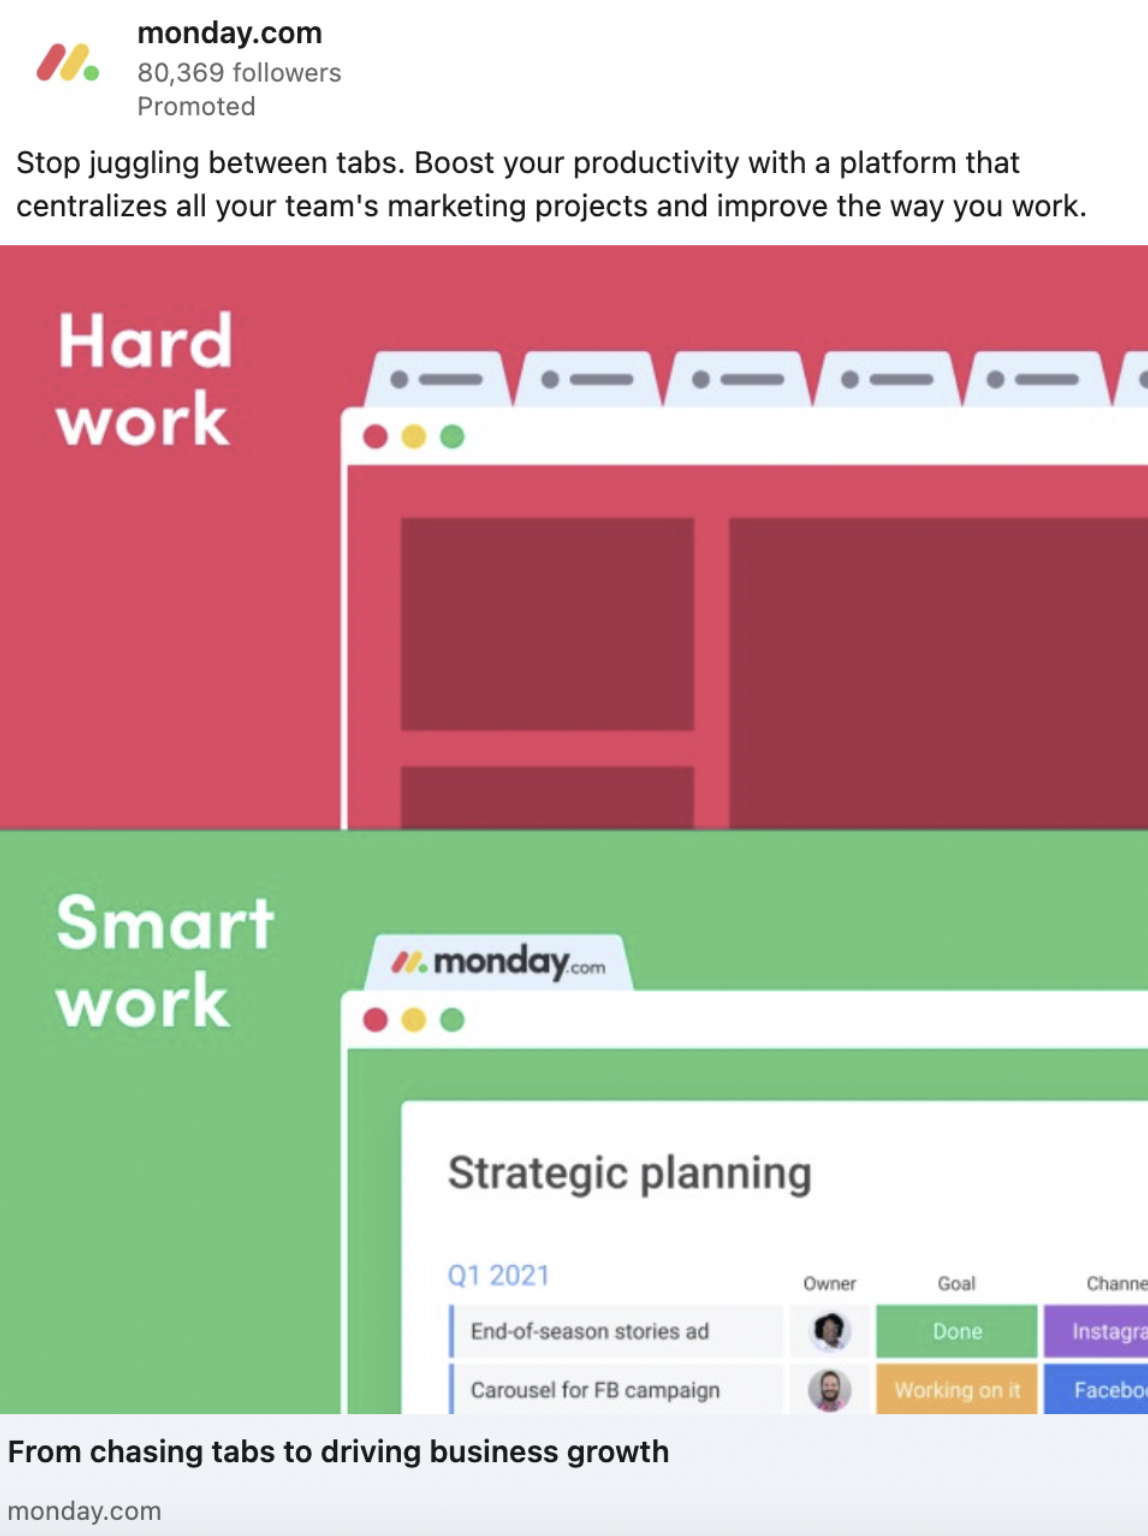 monday.com
80,369 followers
Promoted
Stop juggling between tabs. Boost your productivity with a platform that
centralizes all your team's marketing projects and improve the way you work.
Hard
work
Smart
work
monday.com
Strategic planning
Q1 2021
Owner
Goal
Channe
End-of-season stories ad
Done
Instagra
Carousel for FB campaign
Working on it
Facebo
From chasing tabs to driving business growth
monday.com